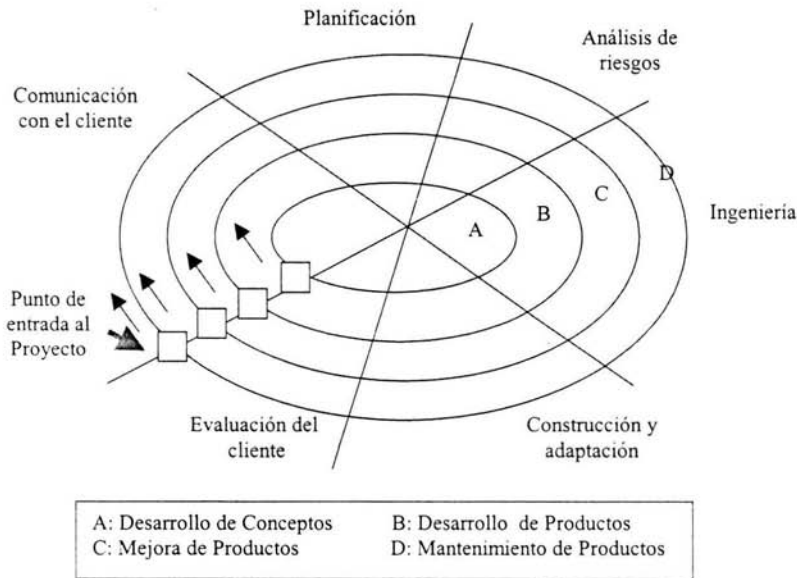 Planificación
Análisis de
riesgos
Comunicación
con el cliente
D
C
B
A
Ingeniería
Punto de
entrada al
Proyecto
Evaluación del
cliente
Construcción y
adaptación
A: Desarrollo de Conceptos B: Desarrollo de Productos
C: Mejora de Productos D: Mantenimiento de Productos